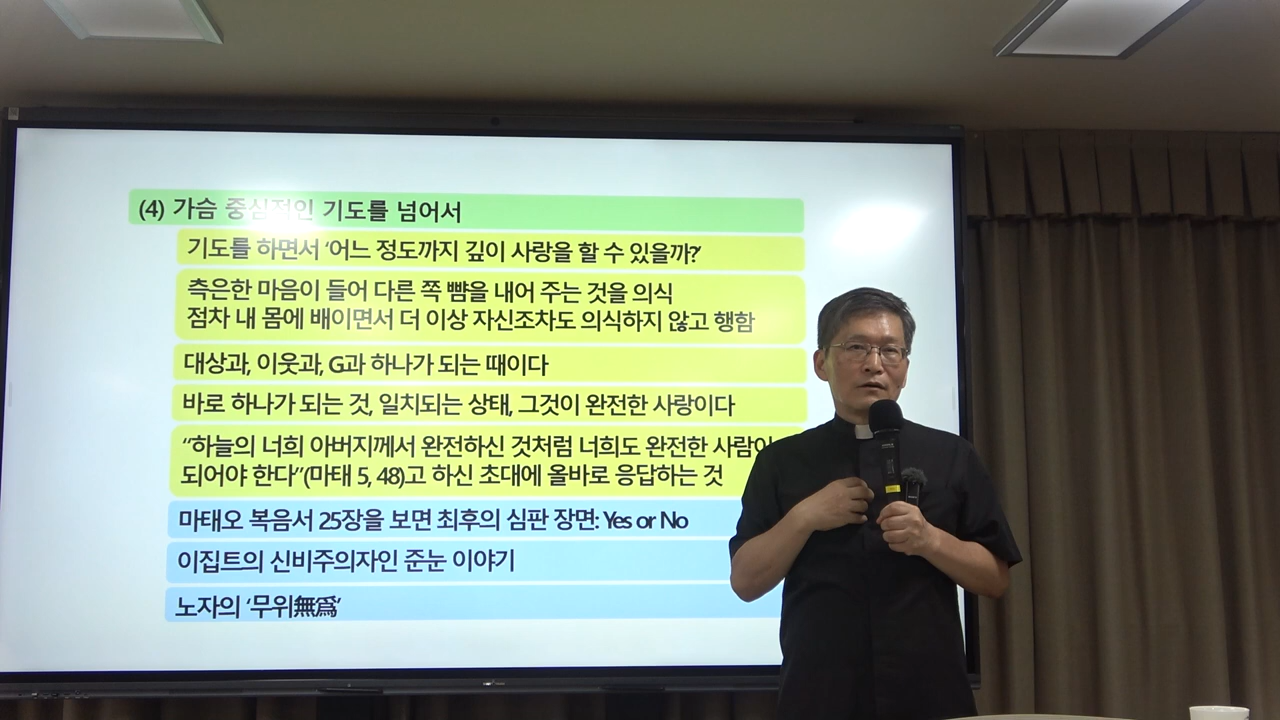 (4) 가슴 중심적인 기도를 넘어서
기도를 하면서 ‘어느 정도까지 깊이 사랑을 할 수 있을까?’
측은한 마음이 들어 다른 쪽 뺨을 내어 주는 것을 의식
점차 내 몸에 배이면서 더 이상 자신조차도 의식하지 않고 행함
대상과, 이웃과, G과 하나가 되는 때이다
바로 하나가 되는 것, 일치되는 상태, 그것이 완전한 사랑이다
“하늘의 너희 아버지께서 완전하신 것처럼 너희도 완전한 사람이
되어야 한다”(마태 5, 48)고 하신 초대에 올바로 응답하는 것
마태오 복음서 25장을 보면 최후의 심판 장면: Yes or No
이집트의 신비주의자인 준눈 이야기
노자의 ‘무위無爲’